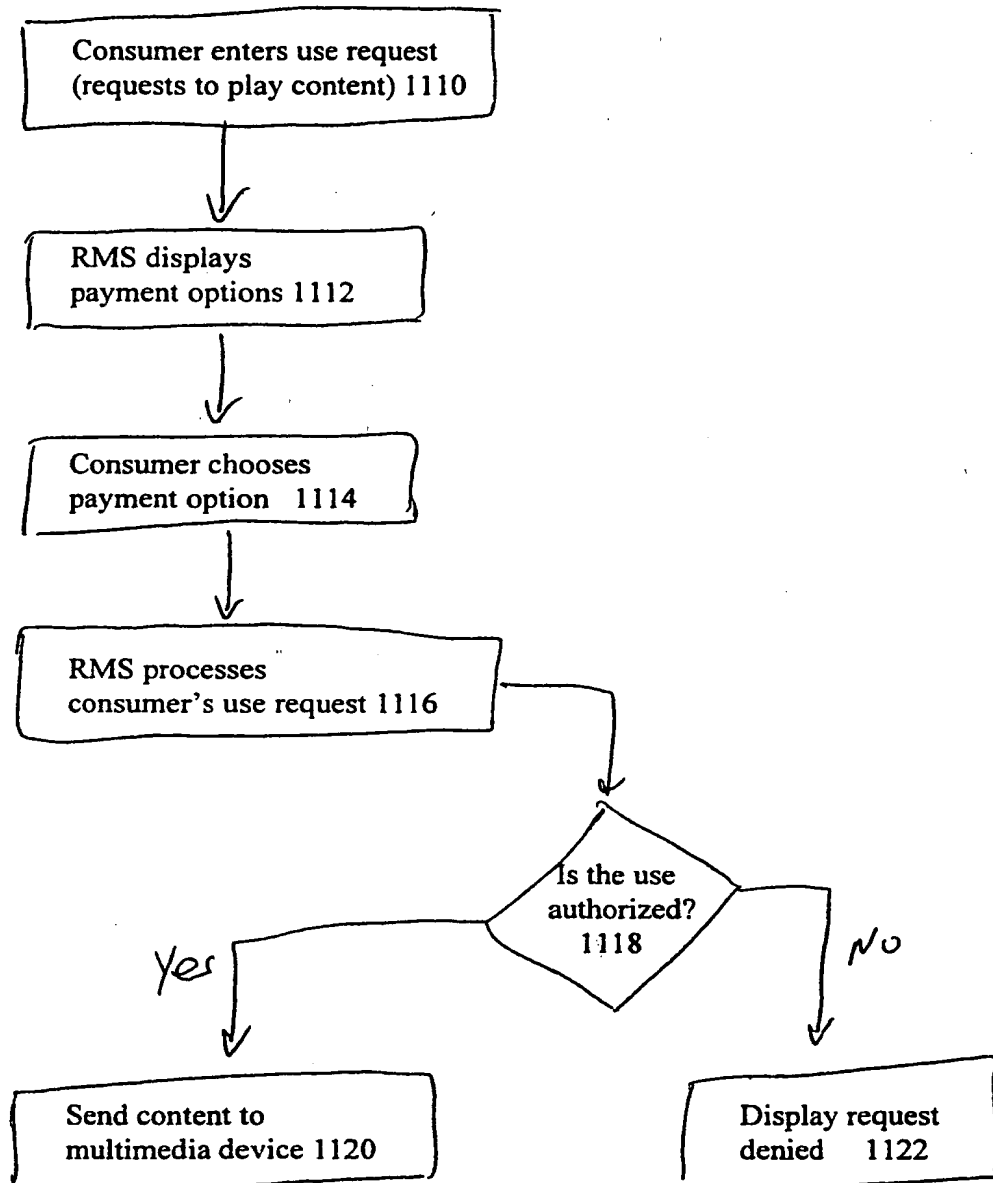 Consumer enters use request
(requests to play content) 1110
RMS displays
payment options 1112
Consumer chooses
payment option 1114
RMS processes
consumer's use request 1116
Is the use
authorized?
1118
Yes
No
Send content to
multimedia device 1120
Display request
denied 1122